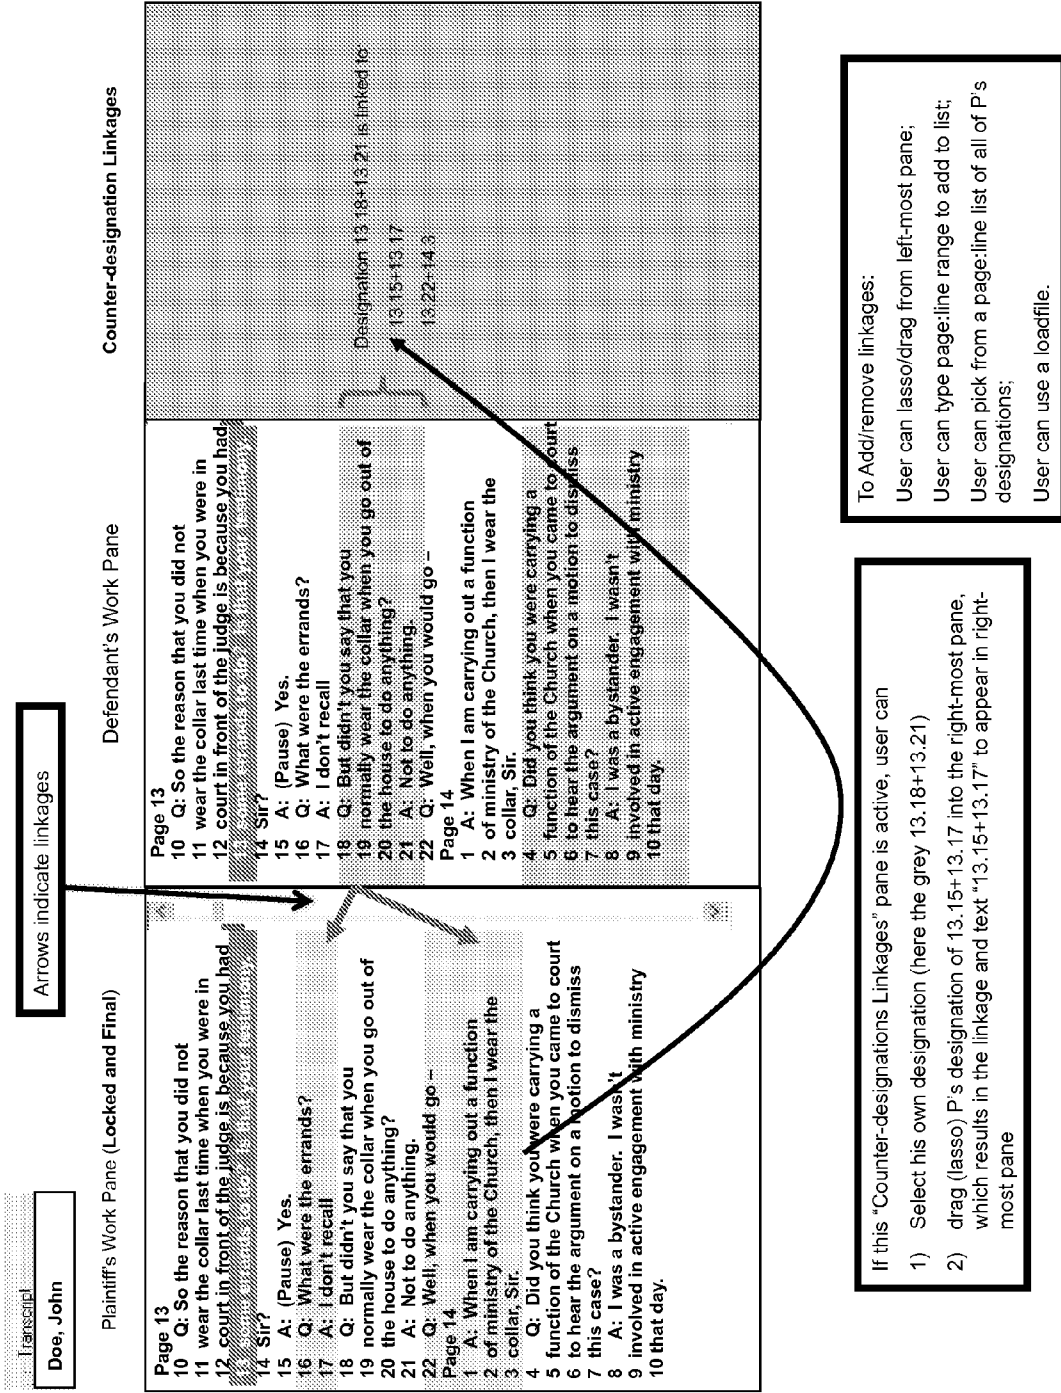 Transcript
Doe, John
Arrows indicate linkages
Plaintiff's Work Pane (Locked and Final)
Page 13
10 Q: So the reason that you did not
11 wear the collar last time when you were in
12 court in front of the judge is because you had
14 Sir?
15 A: (Pause) Yes.
16 Q: What were the errands?
17 A: I don't recall
18 Q: But didn't you say that you
19 normally wear the collar when you go out of
20 the house to do anything?
21 A: Not to do anything.
22 Q: Well, when you would go –
Page 14
1 A: When I am carrying out a function
2 of ministry of the Church, then I wear the
3 collar, Sir.
4 Q: Did you think you were carrying a
5 function of the Church when you came to court
6 to hear the argument on a motion to dismiss
7 this case?
8 A: I was a bystander. I wasn't
9 involved in active engagement with ministry
10 that day.
Defendant's Work Pane
Page 13
10 Q: So the reason that you did not
11 wear the collar last time when you were in
12 court in front of the judge is because you had
14 Sir?
15 A: (Pause) Yes.
16 Q: What were the errands?
17 A: I don't recall
18 Q: But didn't you say that you
19 normally wear the collar when you go out of
20 the house to do anything?
21 A: Not to do anything.
22 Q: Well, when you would go –
Page 14
1 A: When I am carrying out a function
2 of ministry of the Church, then I wear the
3 collar, Sir.
4 Q: Did you think you were carrying a
5 function of the Church when you came to court
6 to hear the argument on a motion to dismiss
7 this case?
8 A: I was a bystander. I wasn't
9 involved in active engagement with ministry
10 that day.
Counter-designation Linkages
Designation 13.18+13.21 is linked to
13.15+13.17
13.22+14.3
If this “Counter-designations Linkages” pane is active, user can
1) Select his own designation (here the grey 13.18+13.21)
2) drag (lasso) P's designation of 13.15+13.17 into the right-most pane,
which results in the linkage and text “13.15+13.17” to appear in right-
most pane
To Add/remove linkages:
User can lasso/drag from left-most pane;
User can type page:line range to add to list;
User can pick from a page:line list of all of P's
designations;
User can use a loadfile.